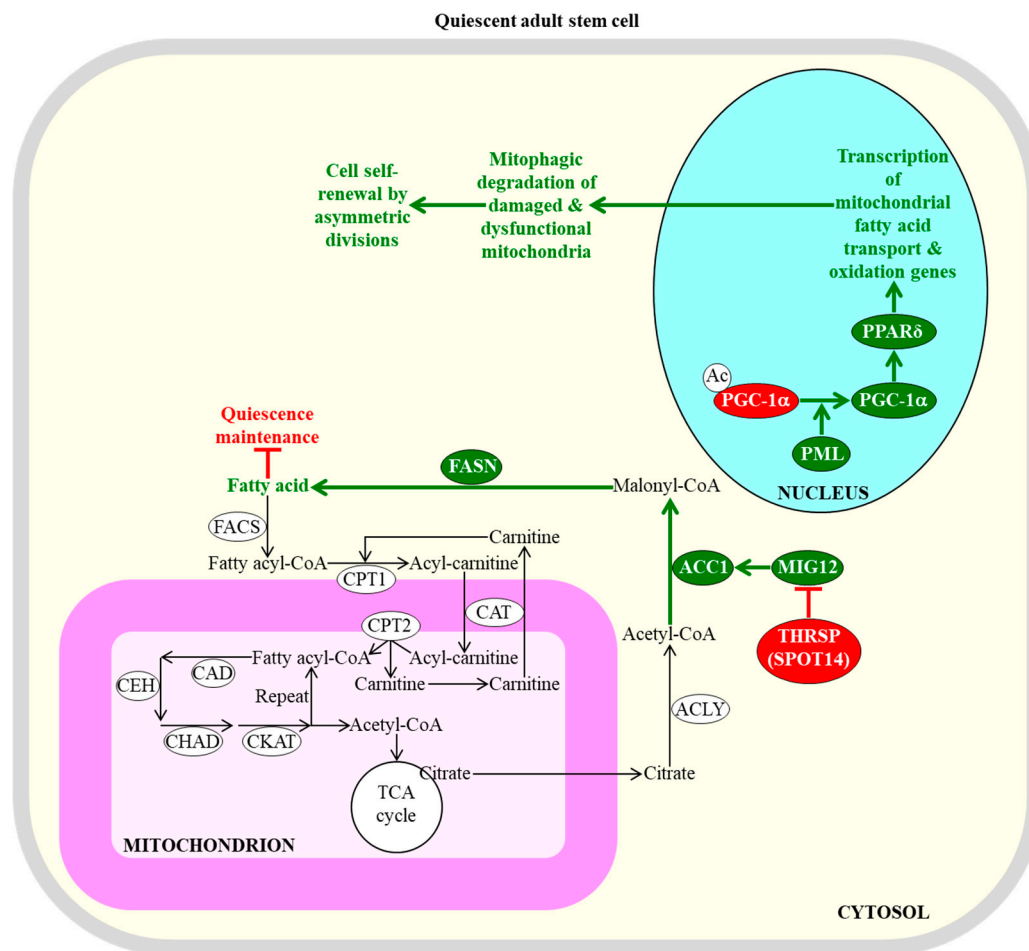 Quiescent adult stem cell
Cell self-
renewal by
asymmetric
divisions
Mitophagic
degradation of
damaged &
dysfunctional
mitochondria
Transcription
of
mitochondrial
fatty acid
transport &
oxidation genes
PPARδ
Ac
PGC-1α
PGC-1α
PML
NUCLEUS
Quiescence
maintenance
Fatty acid
FASN
Malonyl-CoA
FACS
Carnitine
Fatty acyl-CoA
CPT1
Acyl-carnitine
ACC1
MIG12
THRSP
(SPOT14)
Acetyl-CoA
CAT
CPT2
Fatty acyl-CoA
Acyl-carnitine
Carnitine
Carnitine
CAD
CEH
Repeat
CHAD
CKAT
Acetyl-CoA
ACLY
Citrate
Citrate
TCA
cycle
MITOCHONDRION
CYTOSOL